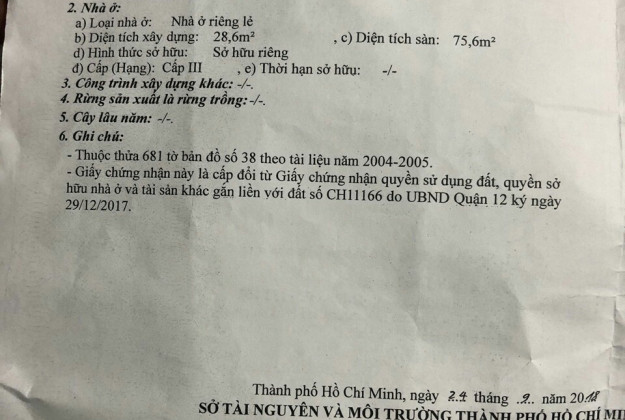 2. Nhà ở:
a) Loại nhà ở: Nhà ở riêng lẻ
b) Diện tích xây dựng: 28,6m² , c) Diện tích sàn: 75,6m²
d) Hình thức sở hữu: Sở hữu riêng
đ) Cấp (Hạng): Cấp III , e) Thời hạn sở hữu: -/-
3. Công trình xây dựng khác: -/-.
4. Rừng sản xuất là rừng trồng: -/-.
5. Cây lâu năm: -/-.
6. Ghi chú:
- Thuộc thửa 681 tờ bản đồ số 38 theo tài liệu năm 2004-2005.
- Giấy chứng nhận này là cấp đổi từ Giấy chứng nhận quyền sử dụng đất, quyền sở
hữu nhà ở và tài sản khác gắn liền với đất số CH11166 do UBND Quận 12 ký ngày
29/12/2017.
Thành phố Hồ Chí Minh, ngày tháng .9.. năm 2018
SỞ TÀI NGUYÊN VÀ MÔI TRƯỜNG THÀNH PHỐ HỒ CHÍ MI